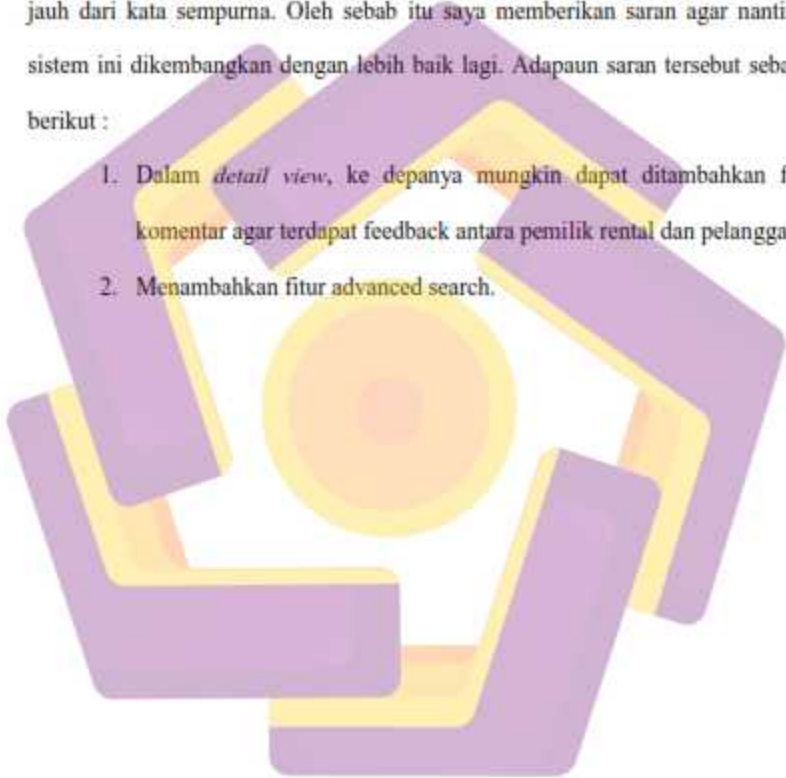 jauh dari kata sempurna. Oleh sebab itu saya memberikan saran agar nanti
sistem ini dikembangkan dengan lebih baik lagi. Adapaun saran tersebut seba
berikut :
1. Dalam detail view, ke depanya mungkin dapat ditambahkan f
komentar agar terdapat feedback antara pemilik rental dan pelangga
2. Menambahkan fitur advanced search.